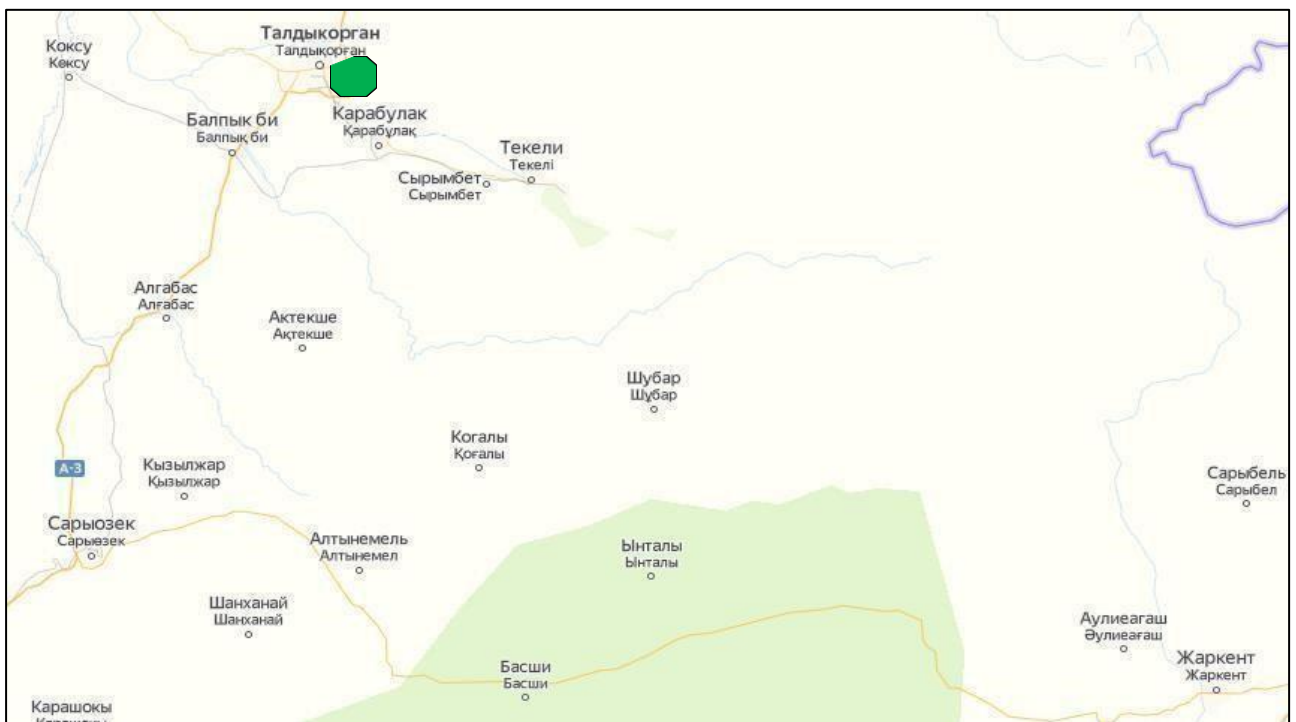 Талдыкорган
Талдықорған
Коксу
Көксу
Балпык би
Балпық би
Карабулак
Қарабұлақ
Текели
Текелі
Сырымбет
Сырымбет
Алгабас
Алғабас
Актекше
Ақтекше
Шубар
Шұбар
Когалы
Қоғалы
А-3
Кызылжар
Қызылжар
Сарыбель
Сарыбел
Сарыозек
Сарыөзек
Алтынемель
Алтынемел
Ынталы
Ынталы
Шанханай
Шанханай
Аулиеагаш
Әулиеағаш
Басши
Басши
Жаркент
Жаркент
Карашокы